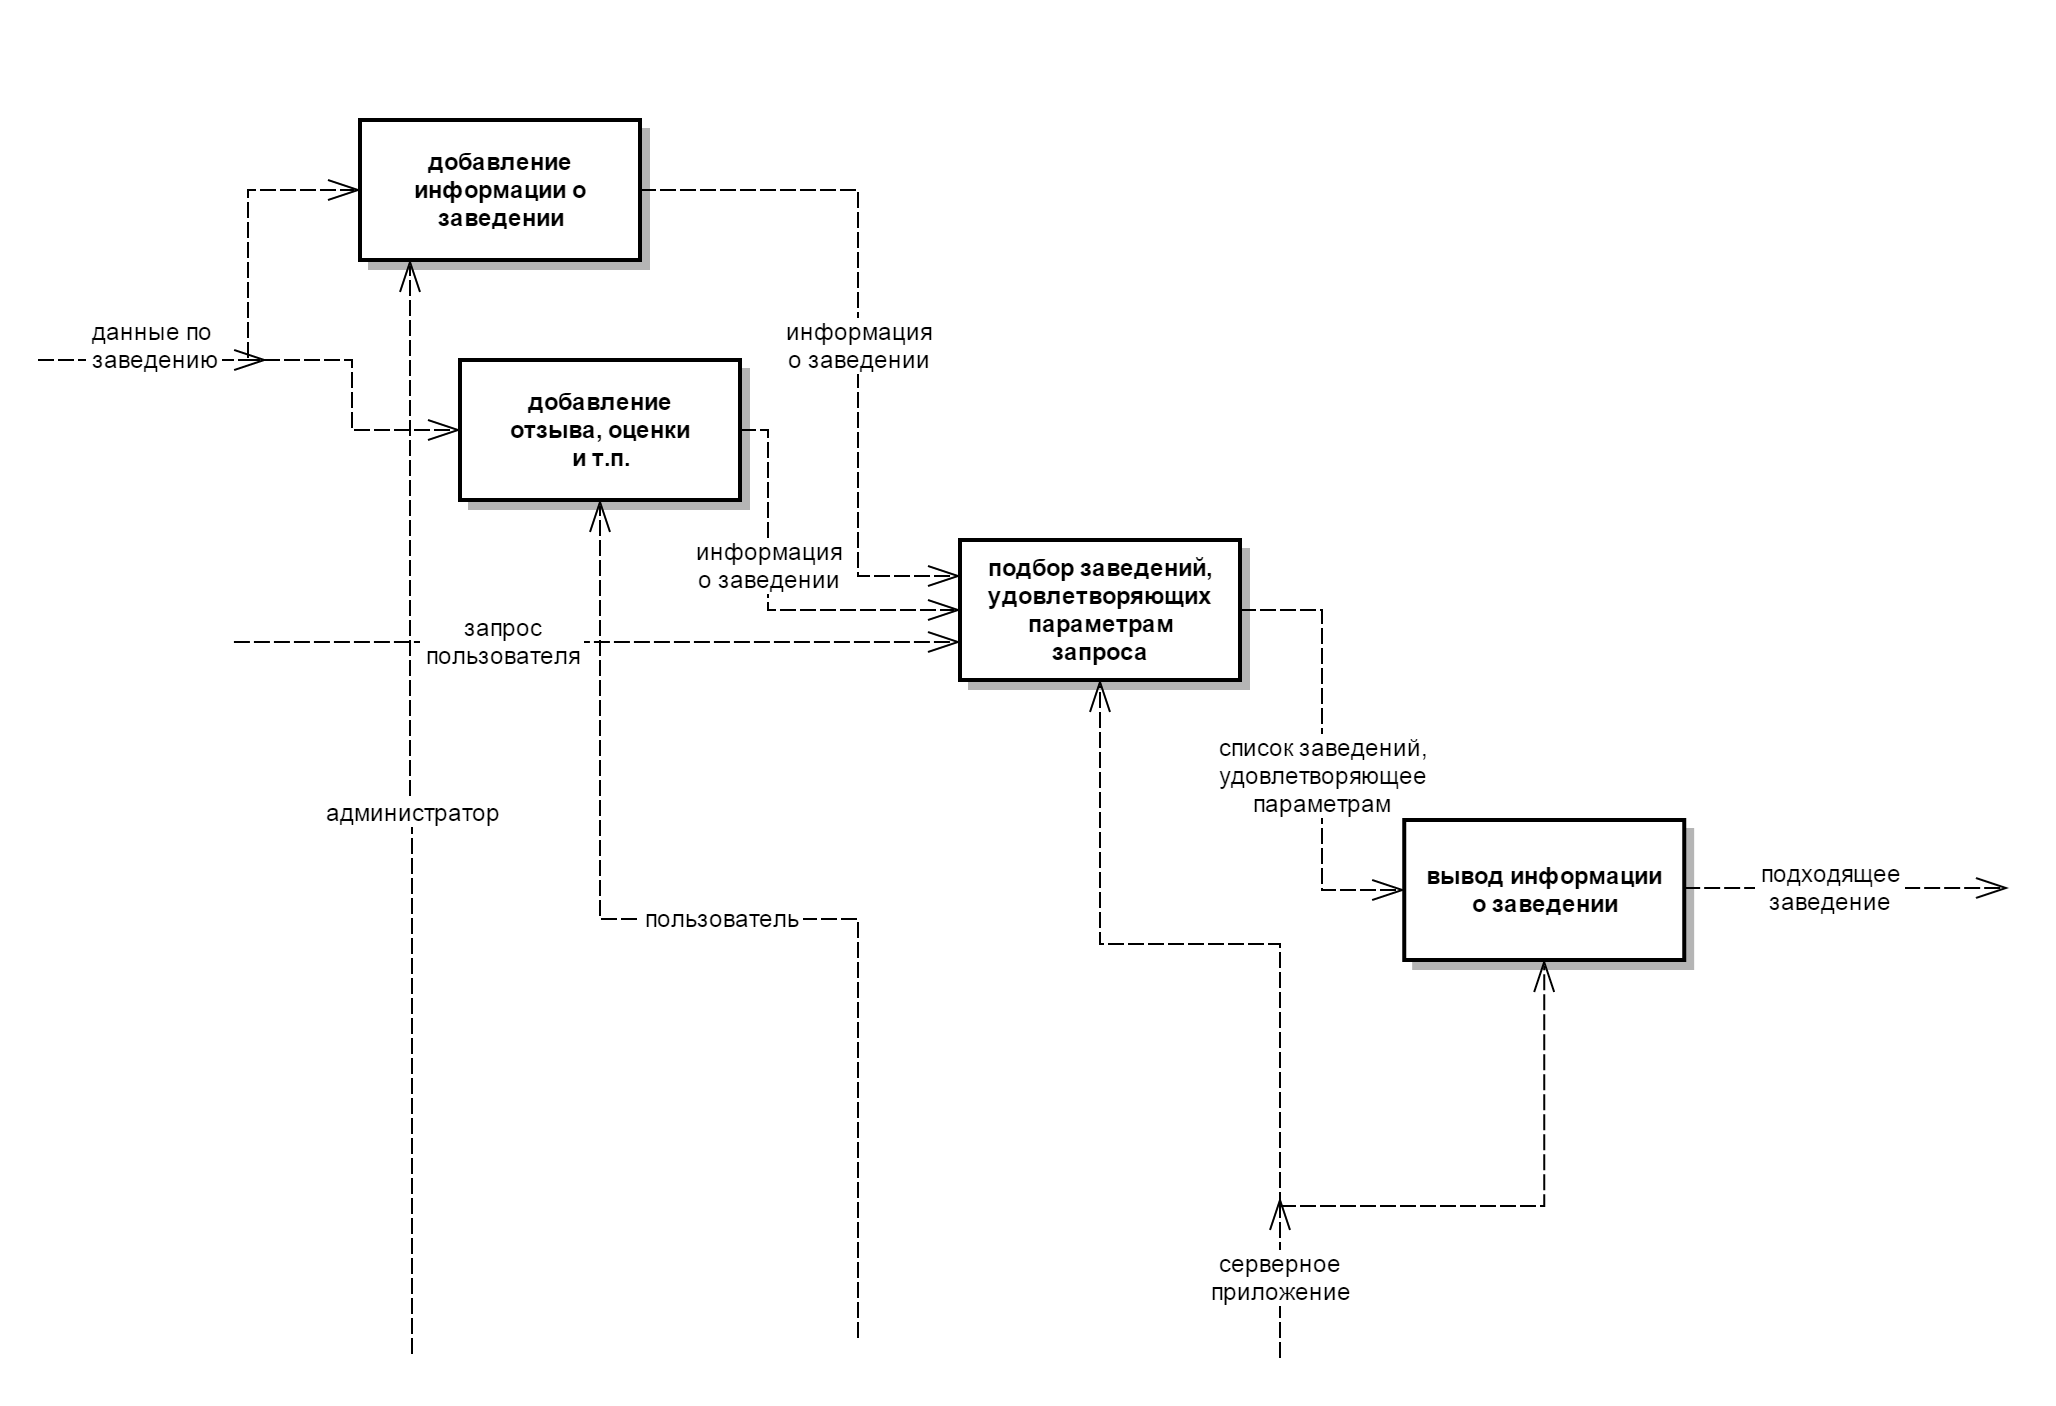 добавление
информации о
заведении
данные по
заведению
информация
о заведении
добавление
отзыва, оценки
и т.п.
информация
о заведении
подбор заведений,
удовлетворяющих
параметрам
запроса
запрос
пользователя
список заведений,
удовлетворяющее
параметрам
администратор
вывод информации
о заведении
подходящее
заведение
пользователь
серверное
приложение